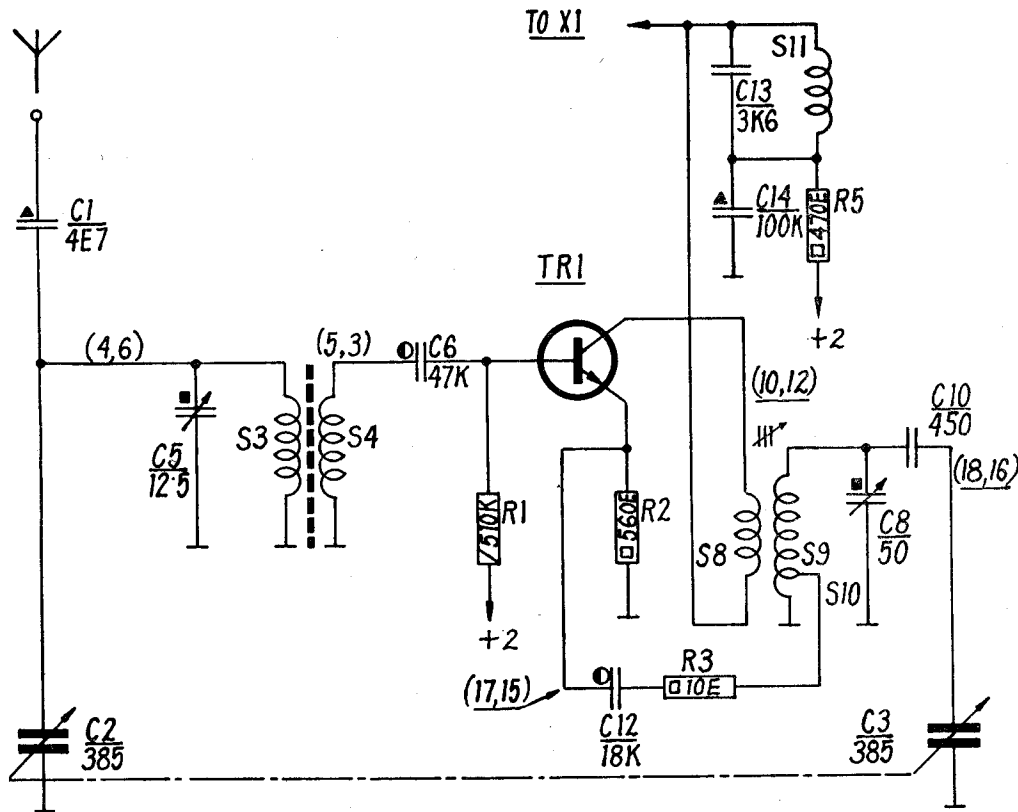 TO X1
S11
C13
3K6
C1
4E7
C14
100K
470E
R5
TR1
+2
(4,6)
(5,3)
C6
47K
(10,12)
C10
450
S3
S4
C5
12·5
(18,16)
510K
R1
560E
R2
S8
S9
C8
50
S10
+2
R3
10E
(17,15)
C12
18K
C2
385
C3
385